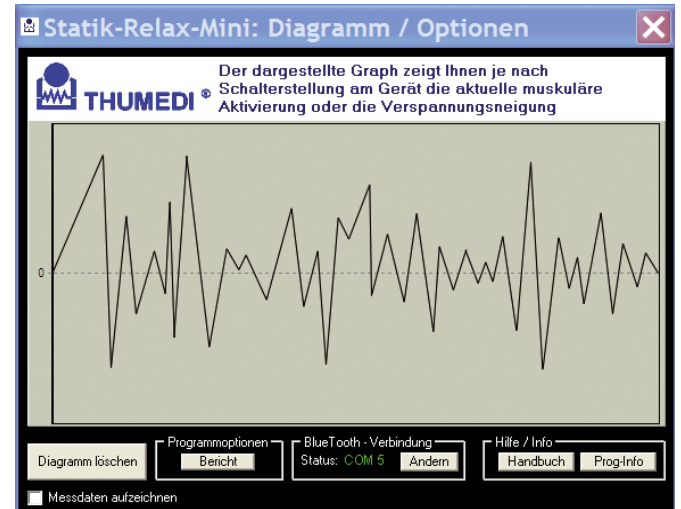 Statik-Relax-Mini: Diagramm / Optionen
Der dargestellte Graph zeigt Ihnen je nach
THUMEDI ® Schalterstellung am Gerät die aktuelle muskuläre
Aktivierung oder die Verspannungsneigung
0
Programmoptionen BlueTooth - Verbindung Hilfe / Info
Diagramm löschen Bericht Status: COM 5 Andern Handbuch Prog-Info
Messdaten aufzeichnen